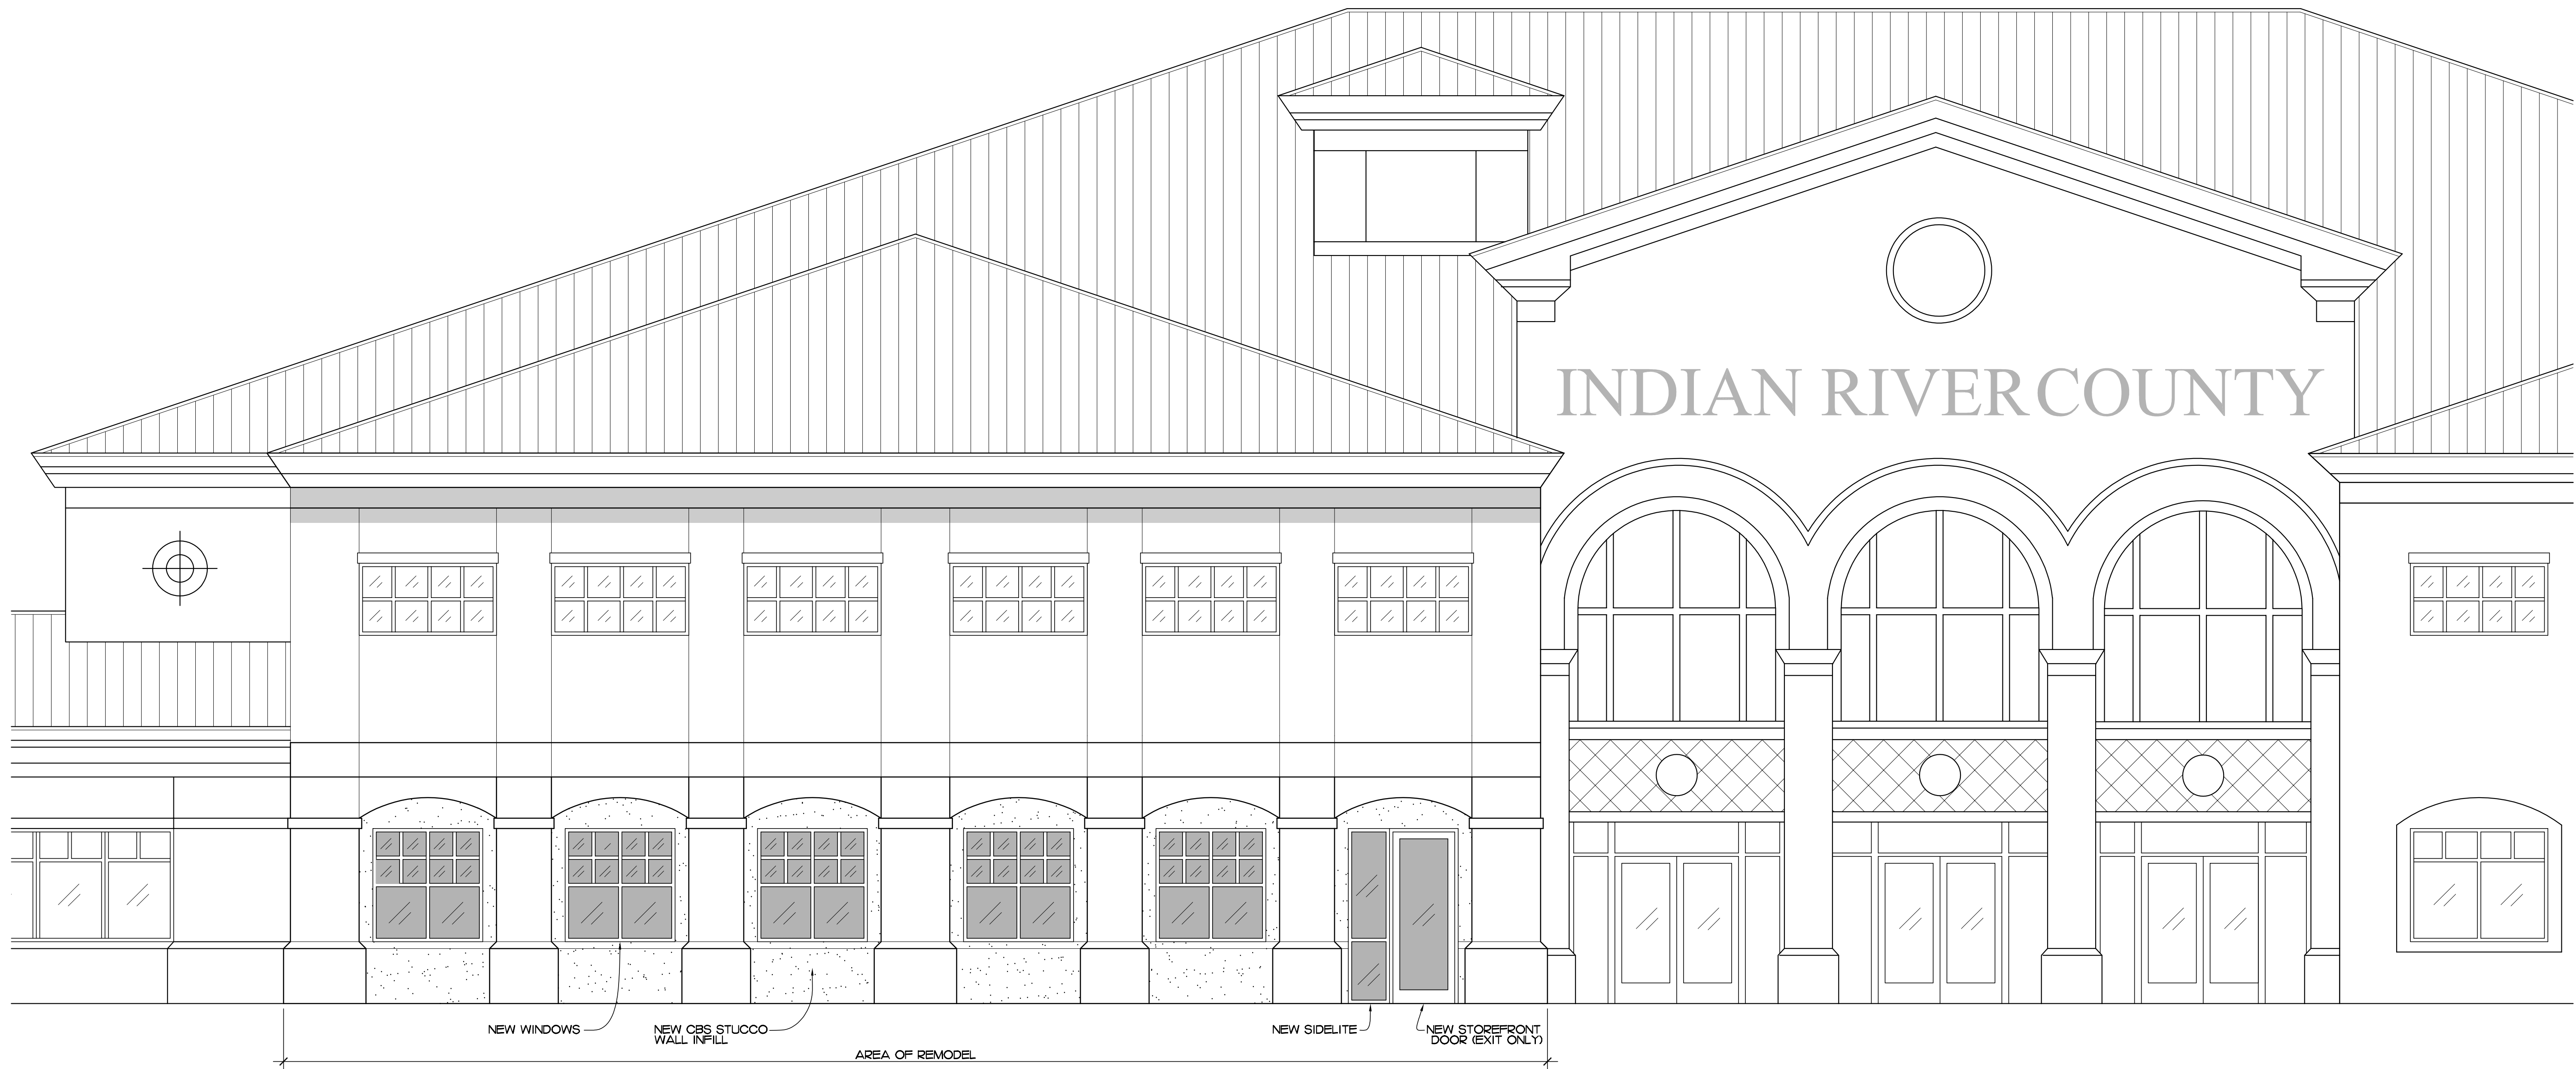 INDIAN RIVER COUNTY
NEW WINDOWS
NEW CBS STUCCO
WALL INFILL
NEW SIDELITE
NEW STOREFRONT
DOOR (EXIT ONLY)
AREA OF REMODEL